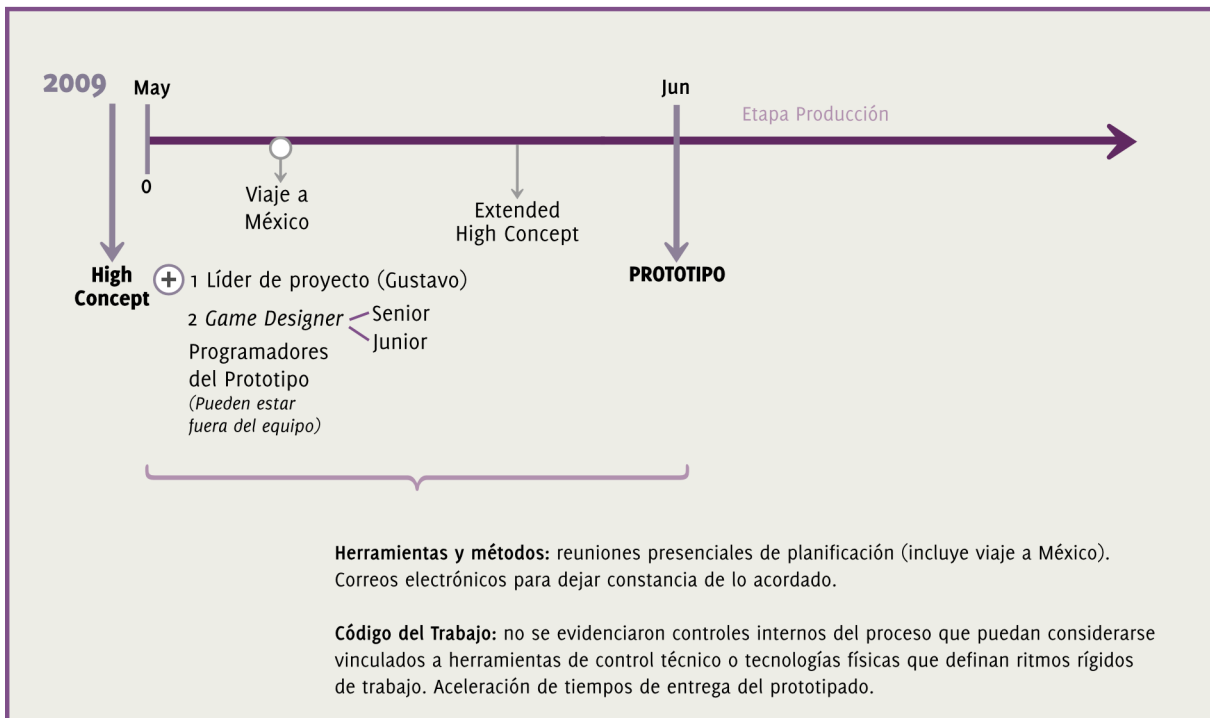 2009
May
Jun
Etapa Producción
0
Viaje a
México
Extended
High Concept
High
Concept
PROTOTIPO
+ 1 Líder de proyecto (Gustavo)
2 Game Designer
Senior
Junior
Programadores
del Prototipo
(Pueden estar
fuera del equipo)
Herramientas y métodos: reuniones presenciales de planificación (incluye viaje a México).
Correos electrónicos para dejar constancia de lo acordado.
Código del Trabajo: no se evidenciaron controles internos del proceso que puedan considerarse
vinculados a herramientas de control técnico o tecnologías físicas que definan ritmos rígidos
de trabajo. Aceleración de tiempos de entrega del prototipado.